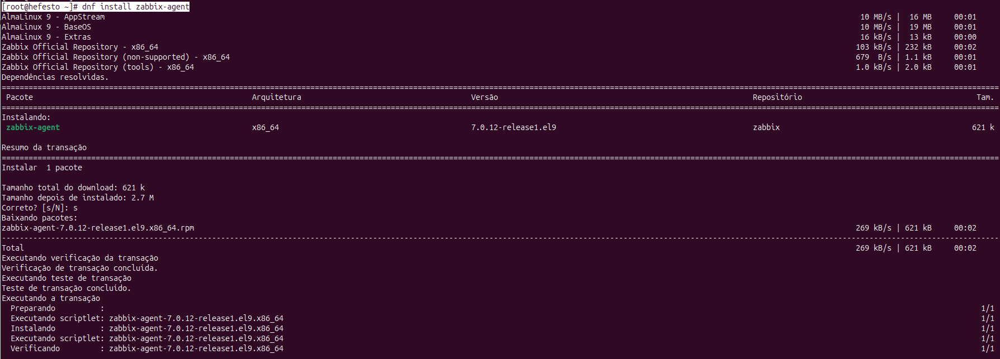 [root@hefesto ~]# dnf install zabbix-agent
AlmaLinux 9 - AppStream 10 MB/s | 16 MB 00:01
AlmaLinux 9 - BaseOS 10 MB/s | 19 MB 00:01
AlmaLinux 9 - Extras 16 kB/s | 13 kB 00:00
Zabbix Official Repository - x86_64 103 kB/s | 232 kB 00:02
Zabbix Official Repository (non-supported) - x86_64 679 B/s | 1.1 kB 00:01
Zabbix Official Repository (tools) - x86_64 1.0 kB/s | 2.0 kB 00:01
Dependências resolvidas.
Pacote Arquitetura Versão Repositório Tam.
Instalando:
zabbix-agent x86_64 7.0.12-release1.el9 zabbix 621 k
Resumo da transação
Instalar 1 pacote
Tamanho total do download: 621 k
Tamanho depois de instalado: 2.7 M
Correto? [s/N]: s
Baixando pacotes:
zabbix-agent-7.0.12-release1.el9.x86_64.rpm 269 kB/s | 621 kB 00:02
Total 269 kB/s | 621 kB 00:02
Executando verificação da transação
Verificação de transação concluída.
Executando teste de transação
Teste de transação concluído.
Executando a transação
Preparando : 1/1
Executando scriptlet: zabbix-agent-7.0.12-release1.el9.x86_64 1/1
Instalando : zabbix-agent-7.0.12-release1.el9.x86_64 1/1
Executando scriptlet: zabbix-agent-7.0.12-release1.el9.x86_64 1/1
Verificando : zabbix-agent-7.0.12-release1.el9.x86_64 1/1